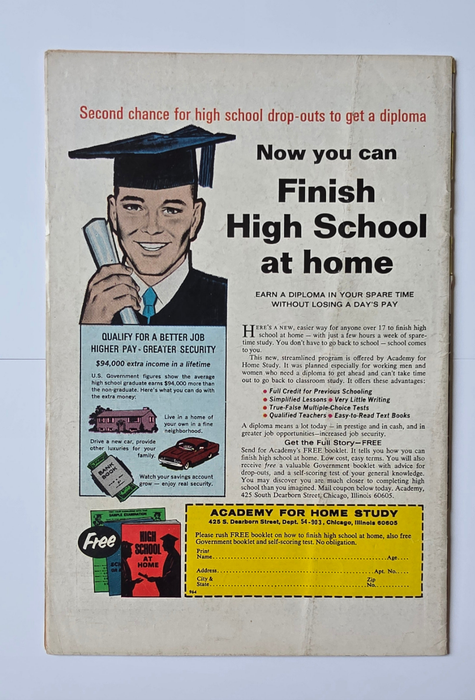 Second chance for high school drop-outs to get a diploma
Now you can
Finish
High School
at home
EARN A DIPLOMA IN YOUR SPARE TIME
WITHOUT LOSING A DAY'S PAY
QUALIFY FOR A BETTER JOB
HIGHER PAY - GREATER SECURITY
$94,000 extra income in a lifetime
U.S. Government figures show the average
high school graduate earns $94,000 more than
the non-graduate. Here's what you can do with
the extra money:
Live in a home
of your own in a fine
neighborhood.
Drive a new car, provide
other luxuries for your
family.
BANK
BOOK
Watch your savings account
grow — enjoy real security.
HERE'S A NEW, easier way for anyone over 17 to finish high
school at home — with just a few hours a week of spare-
time study. You don't have to go back to school — school comes
to you.
This new, streamlined program is offered by Academy for
Home Study. It was planned especially for working men and
women who need a diploma to get ahead and can't take time
out to go back to classroom study. It offers these advantages:
• Full Credit for Previous Schooling
• Simplified Lessons • Very Little Writing
• True-False Multiple-Choice Tests
• Qualified Teachers • Easy-to-Read Text Books
A diploma means a lot today — in prestige and in cash, and in
greater job opportunities—increased job security.
Get the Full Story—FREE
Send for Academy's FREE booklet. It tells you how you can
finish high school at home. Low cost, easy terms. You will also
receive free a valuable Government booklet with advice for
drop-outs, and a self-scoring test of your general knowledge.
You may discover you are much closer to completing high
school than you imagined. Mail coupon below today. Academy,
425 South Dearborn Street, Chicago, Illinois 60605.
SAMPLE EXAMINATION
Free
HIGH
SCHOOL
AT
HOME
ACADEMY FOR HOME STUDY
425 S. Dearborn Street, Dept. 54-903, Chicago, Illinois 60605
Please rush FREE booklet on how to finish high school at home, also free
Government booklet and self-scoring test. No obligation.
Print
Name Age
Address Apt. No.
City & Zip
State No.